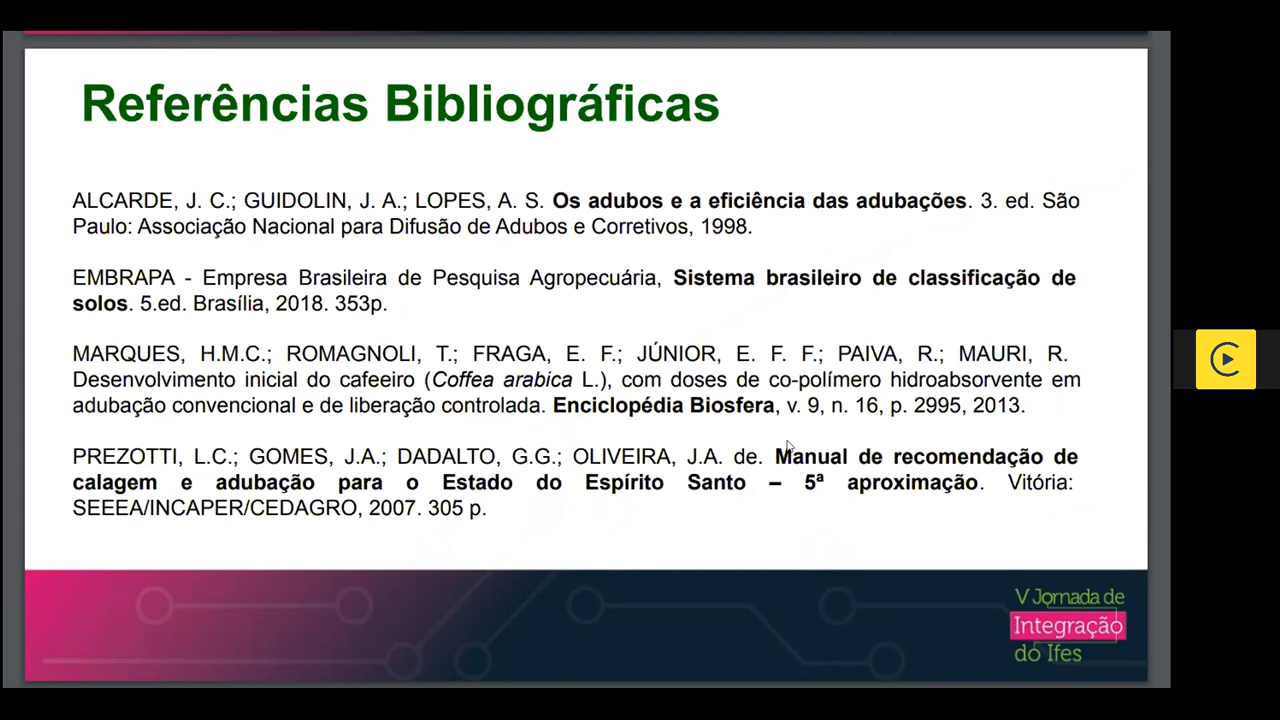 Referências Bibliográficas
ALCARDE, J. C.; GUIDOLIN, J. A.; LOPES, A. S. Os adubos e a eficiência das adubações. 3. ed. São
Paulo: Associação Nacional para Difusão de Adubos e Corretivos, 1998.
EMBRAPA - Empresa Brasileira de Pesquisa Agropecuária, Sistema brasileiro de classificação de
solos. 5.ed. Brasília, 2018. 353p.
MARQUES, H.M.C.; ROMAGNOLI, T.; FRAGA, E. F.; JÚNIOR, E. F. F.; PAIVA, R.; MAURI, R.
Desenvolvimento inicial do cafeeiro (Coffea arabica L.), com doses de co-polímero hidroabsorvente em
adubação convencional e de liberação controlada. Enciclopédia Biosfera, v. 9, n. 16, p. 2995, 2013.
PREZOTTI, L.C.; GOMES, J.A.; DADALTO, G.G.; OLIVEIRA, J.A. de. Manual de recomendação de
calagem e adubação para o Estado do Espírito Santo – 5ª aproximação. Vitória:
SEEEA/INCAPER/CEDAGRO, 2007. 305 p.
V Jornada de
Integração
do Ifes